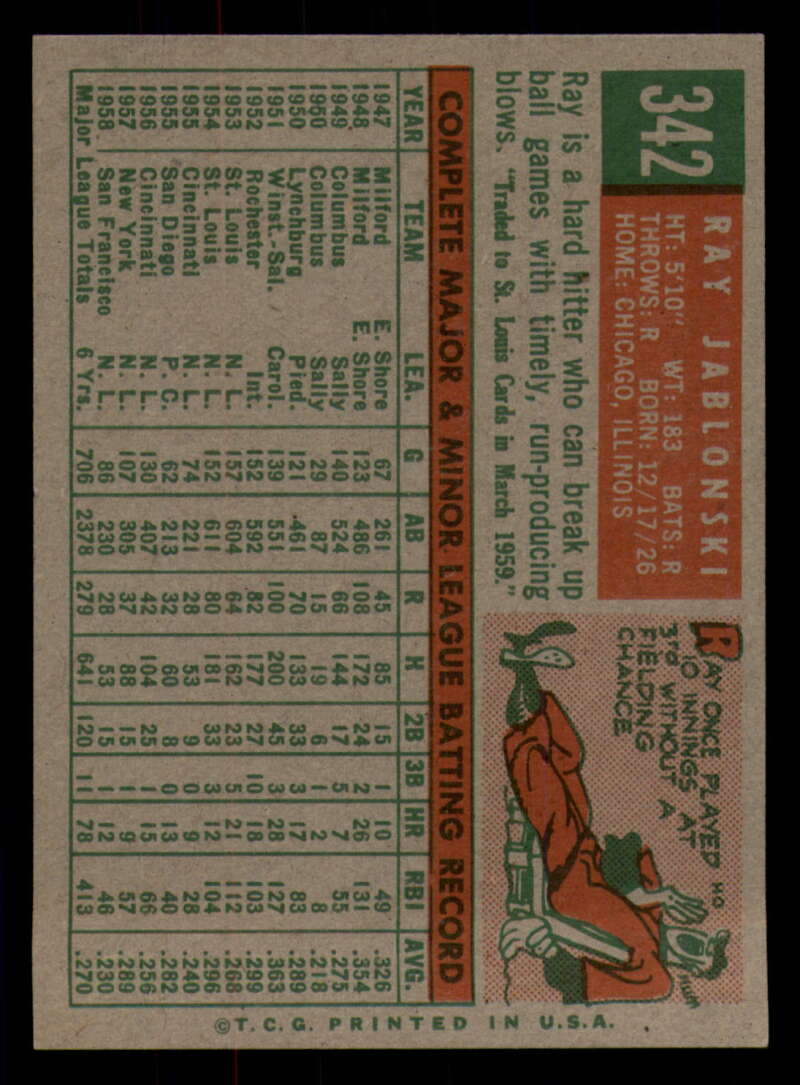 342
RAY JABLONSKI
HT: 5'10" WT: 183 BATS: R
THROWS: R BORN: 12/17/26
HOME: CHICAGO, ILLINOIS
Ray is a hard hitter who can break up
ball games with timely, run-producing
blows. "Traded to St. Louis Cards in March 1959."
RAY ONCE PLAYED
10 INNINGS AT
3RD WITHOUT A
FIELDING
CHANCE
HO HUM
COMPLETE MAJOR & MINOR LEAGUE BATTING RECORD
YEAR TEAM LEA. G AB R H 2B 3B HR RBI AVG.
1947 Milford E. Shore 67 261 45 85 15 1 10 49 .326
1948 Milford E. Shore 123 486 108 172 24 2 26 131 .354
1949 Columbus Sally 140 524 66 144 17 5 7 55 .275
1950 Columbus Sally 29 87 15 19 6 1 2 8 .218
1950 Lynchburg Pied. 121 461 70 133 33 3 17 83 .289
1951 Winst.-Sal. Carol. 139 551 100 200 45 3 28 127 .363
1952 Rochester Int. 152 592 82 177 27 10 18 103 .299
1953 St. Louis N. L. 157 604 64 162 23 5 21 112 .268
1954 St. Louis N. L. 152 611 80 181 33 3 12 104 .296
1955 Cincinnati N. L. 74 221 28 53 9 0 9 28 .240
1955 San Diego P. C. 62 213 32 60 8 0 13 40 .282
1956 Cincinnati N. L. 130 407 42 104 25 1 15 66 .256
1957 New York N. L. 107 305 37 88 15 1 9 57 .289
1958 San Francisco N. L. 86 230 28 53 15 1 12 46 .230
Major League Totals 6 Yrs. 706 2378 279 641 120 11 78 413 .270
©T.C.G. PRINTED IN U.S.A.